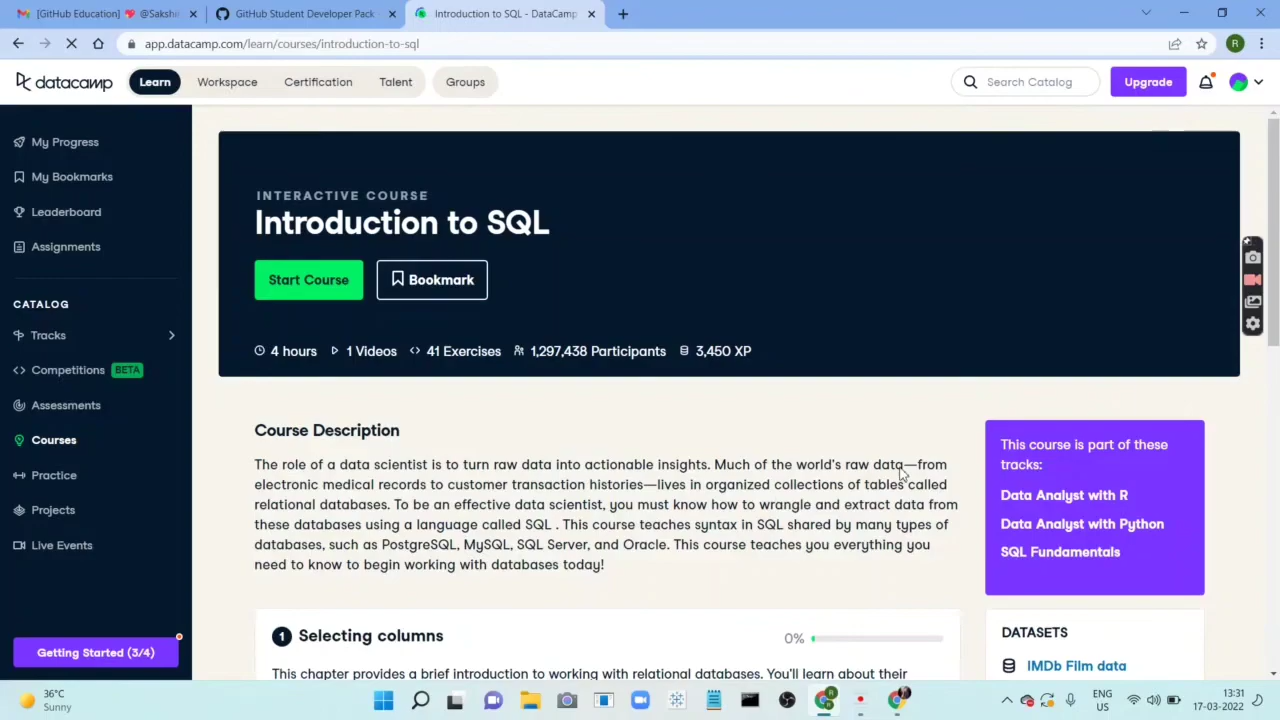 [GitHub Education] 💖 @Sakshi
GitHub Student Developer Pack -
Introduction to SQL - DataCamp
app.datacamp.com/learn/courses/introduction-to-sql
R
datacamp
Learn
Workspace
Certification
Talent
Groups
Search Catalog
Upgrade
My Progress
My Bookmarks
Leaderboard
Assignments
CATALOG
Tracks
Competitions BETA
Assessments
Courses
Practice
Projects
Live Events
Getting Started (3/4)
INTERACTIVE COURSE
Introduction to SQL
Start Course
Bookmark
4 hours
1 Videos
41 Exercises
1,297,438 Participants
3,450 XP
Course Description
The role of a data scientist is to turn raw data into actionable insights. Much of the world's raw data—from
electronic medical records to customer transaction histories—lives in organized collections of tables called
relational databases. To be an effective data scientist, you must know how to wrangle and extract data from
these databases using a language called SQL . This course teaches syntax in SQL shared by many types of
databases, such as PostgreSQL, MySQL, SQL Server, and Oracle. This course teaches you everything you
need to know to begin working with databases today!
This course is part of these
tracks:
Data Analyst with R
Data Analyst with Python
SQL Fundamentals
1 Selecting columns
0%
This chapter provides a brief introduction to working with relational databases. You'll learn about their
DATASETS
IMDb Film data
36°C
Sunny
ENG
US
13:31
17-03-2022